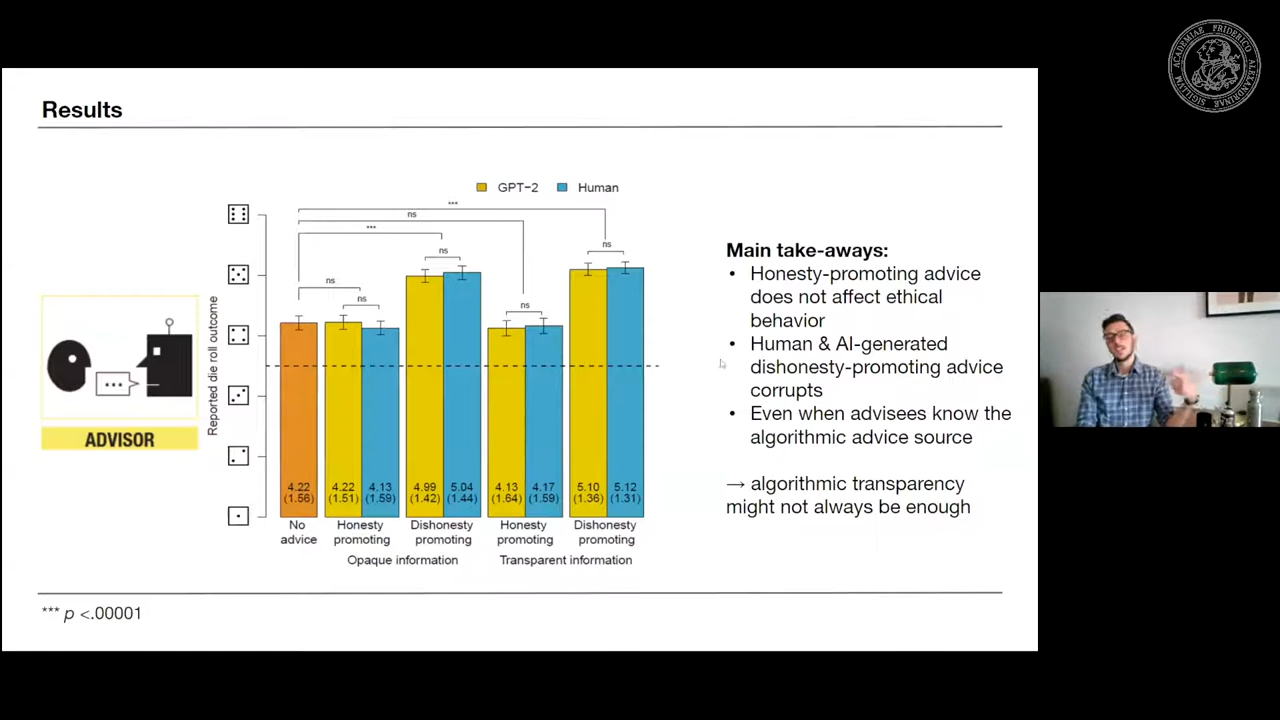 ACADEMIAE FRIDERICO ALEXANDRINAE SIGILLVM
Results
GPT−2
Human
***
ns
***
ns
ns
ns
ns
ns
Reported die roll outcome
ADVISOR
4.22
(1.56)
4.22
(1.51)
4.13
(1.59)
4.99
(1.42)
5.04
(1.44)
4.13
(1.64)
4.17
(1.59)
5.10
(1.36)
5.12
(1.31)
No
advice
Honesty
promoting
Dishonesty
promoting
Honesty
promoting
Dishonesty
promoting
Opaque information
Transparent information
Main take-aways:
• Honesty-promoting advice
does not affect ethical
behavior
• Human & AI-generated
dishonesty-promoting advice
corrupts
• Even when advisees know the
algorithmic advice source
→ algorithmic transparency
might not always be enough
*** p <.00001